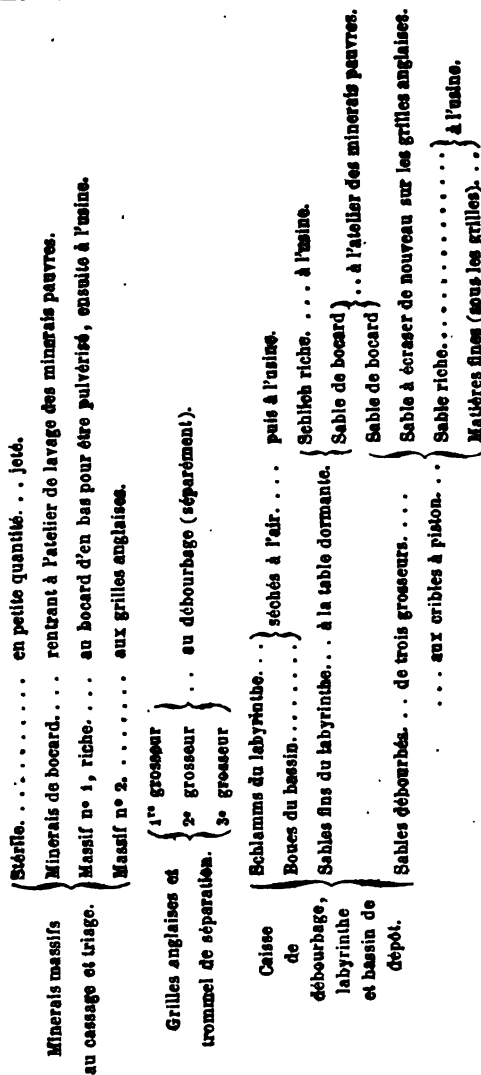 Minerais massifs
au cassage et triage.
Stérile.......... en petite quantité... jeté.
Minerais de bocard.... rentrant à l'atelier de lavage des minerais pauvres.
Massif n° 1, riche.... au bocard d'en bas pour être pulvérisé, ensuite à l'usine.
Massif n° 2........ aux grilles anglaises.
Grilles anglaises et
trommel de séparation.
1re grosseur
2e grosseur
3e grosseur
... au débourbage (séparément).
Caisse
de
débourbage,
labyrinthe
et bassin de
dépôt.
Schlamms du labyrinthe...
Boues du bassin........
séchés à l'air.... puis à l'usine.
Sables fins du labyrinthe... à la table dormante.
Schlich riche.... à l'usine.
Sable de bocard
Sable de bocard
.. à l'atelier des minerais pauvres.
Sables débourbés... de trois grosseurs....
... aux cribles à piston...
Sable à écraser de nouveau sur les grilles anglaises.
Sable riche..............
Matières fines (sous les grilles)...
à l'usine.